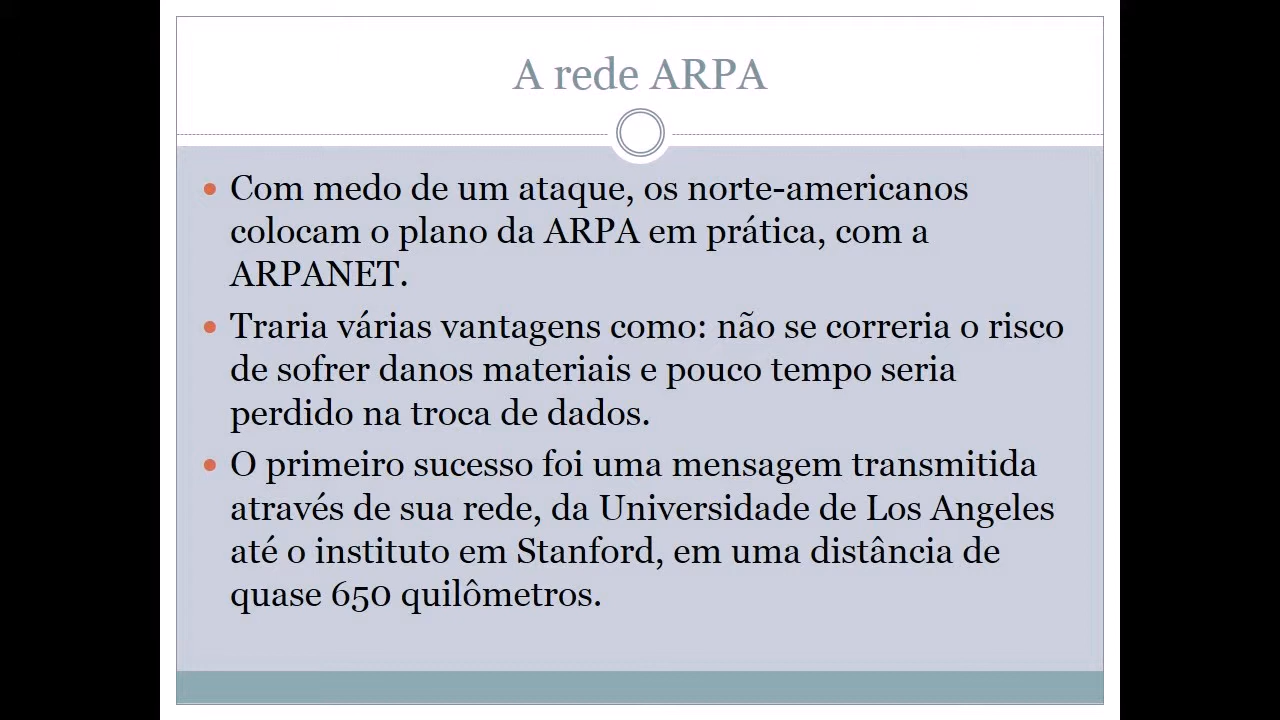 A rede ARPA
• Com medo de um ataque, os norte-americanos
colocam o plano da ARPA em prática, com a
ARPANET.
• Traria várias vantagens como: não se correria o risco
de sofrer danos materiais e pouco tempo seria
perdido na troca de dados.
• O primeiro sucesso foi uma mensagem transmitida
através de sua rede, da Universidade de Los Angeles
até o instituto em Stanford, em uma distância de
quase 650 quilômetros.